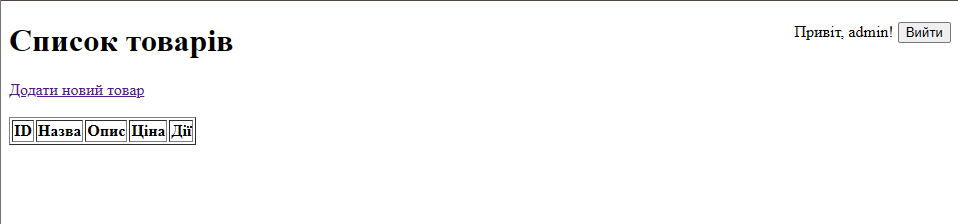 Список товарів
Привіт, admin! Вийти
Додати новий товар
ID Назва Опис Ціна Дії